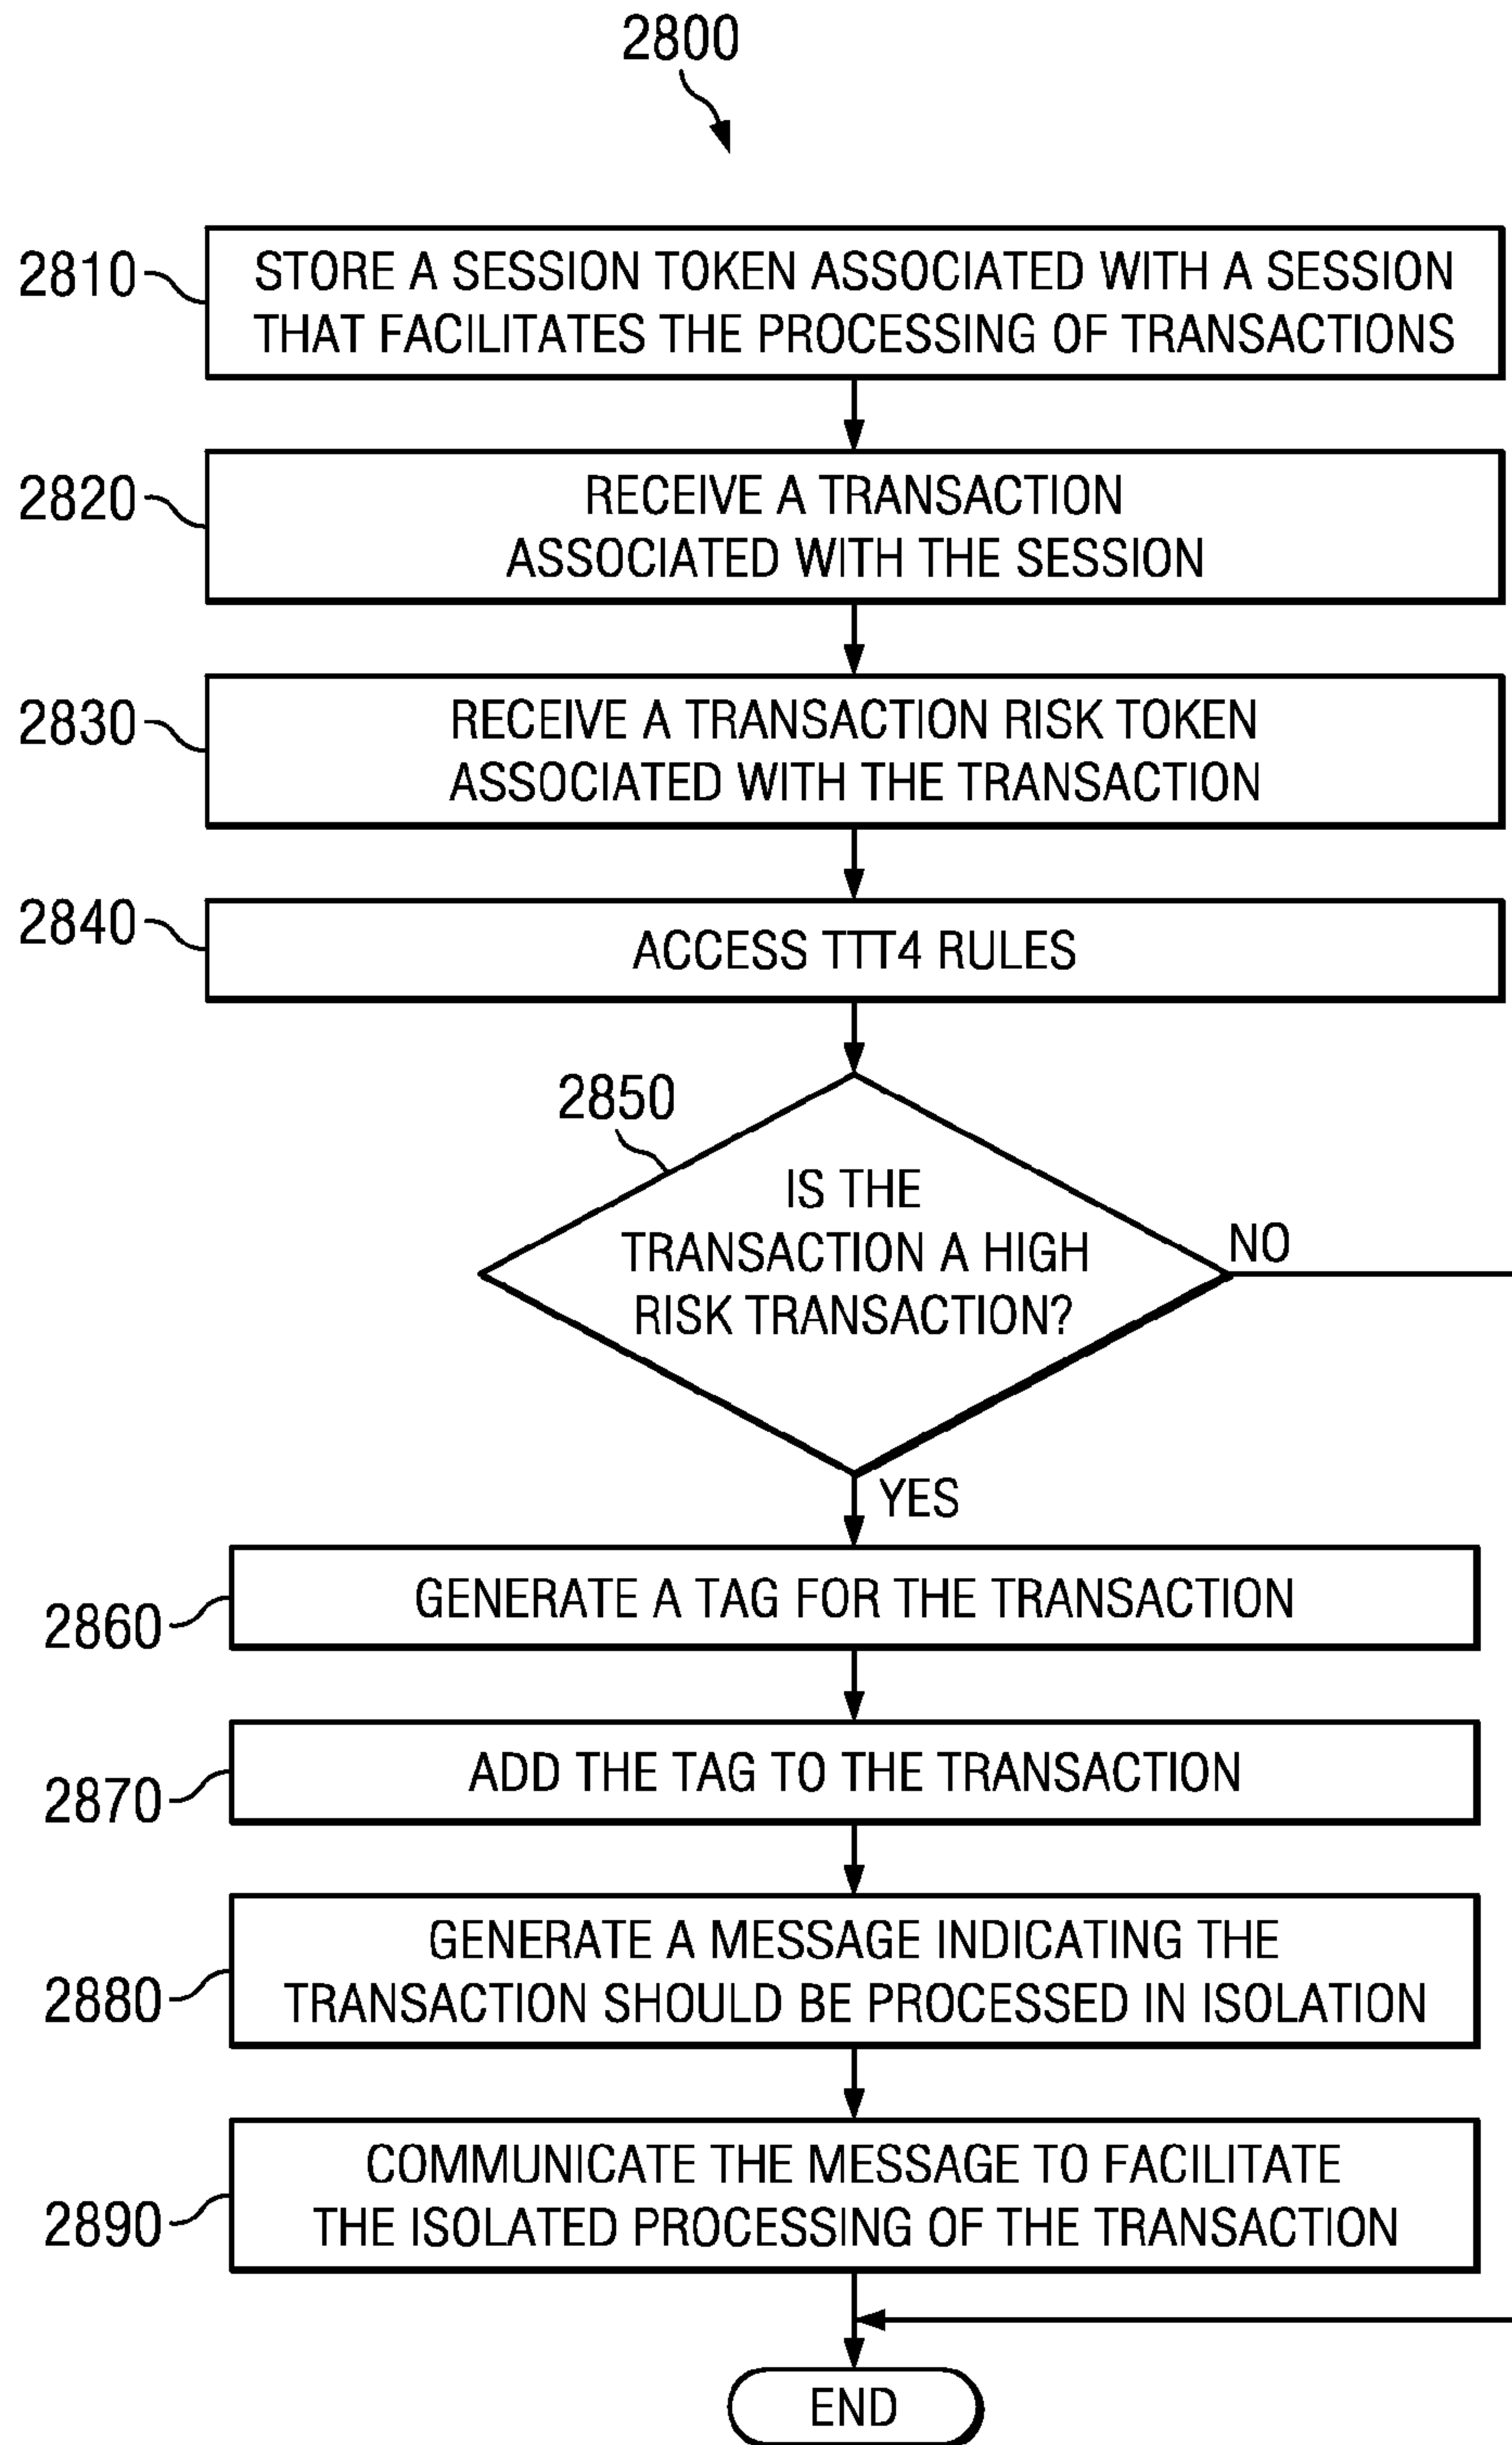 2800
2810
STORE A SESSION TOKEN ASSOCIATED WITH A SESSION
THAT FACILITATES THE PROCESSING OF TRANSACTIONS
2820
RECEIVE A TRANSACTION
ASSOCIATED WITH THE SESSION
2830
RECEIVE A TRANSACTION RISK TOKEN
ASSOCIATED WITH THE TRANSACTION
2840
ACCESS TTT4 RULES
2850
IS THE
TRANSACTION A HIGH
RISK TRANSACTION?
NO
YES
2860
GENERATE A TAG FOR THE TRANSACTION
2870
ADD THE TAG TO THE TRANSACTION
2880
GENERATE A MESSAGE INDICATING THE
TRANSACTION SHOULD BE PROCESSED IN ISOLATION
2890
COMMUNICATE THE MESSAGE TO FACILITATE
THE ISOLATED PROCESSING OF THE TRANSACTION
END